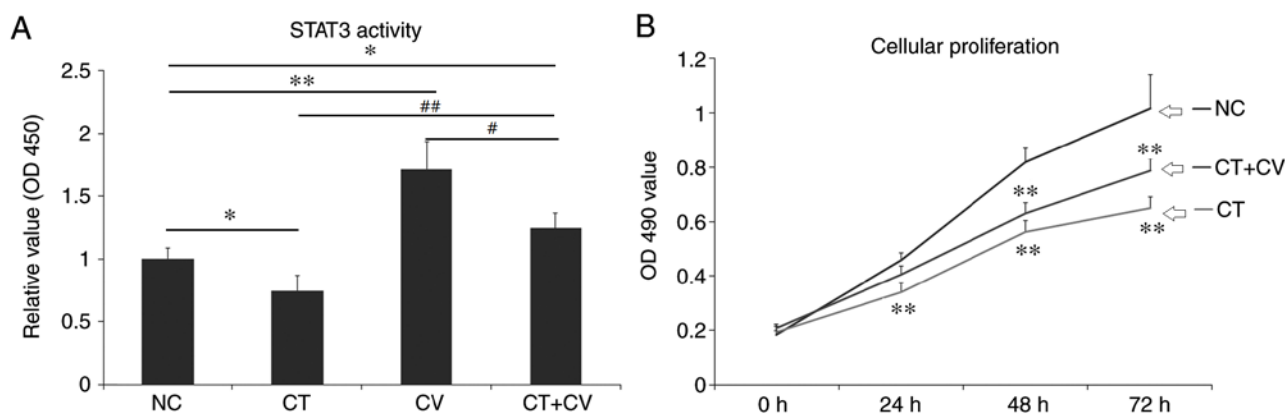 A
STAT3 activity
Relative value (OD 450)
2.5
2
1.5
1
0.5
0
*
**
##
#
*
NC
CT
CV
CT+CV
B
Cellular proliferation
OD 490 value
1.2
1
0.8
0.6
0.4
0.2
0
NC
**
CT+CV
**
CT
**
**
**
0 h
24 h
48 h
72 h